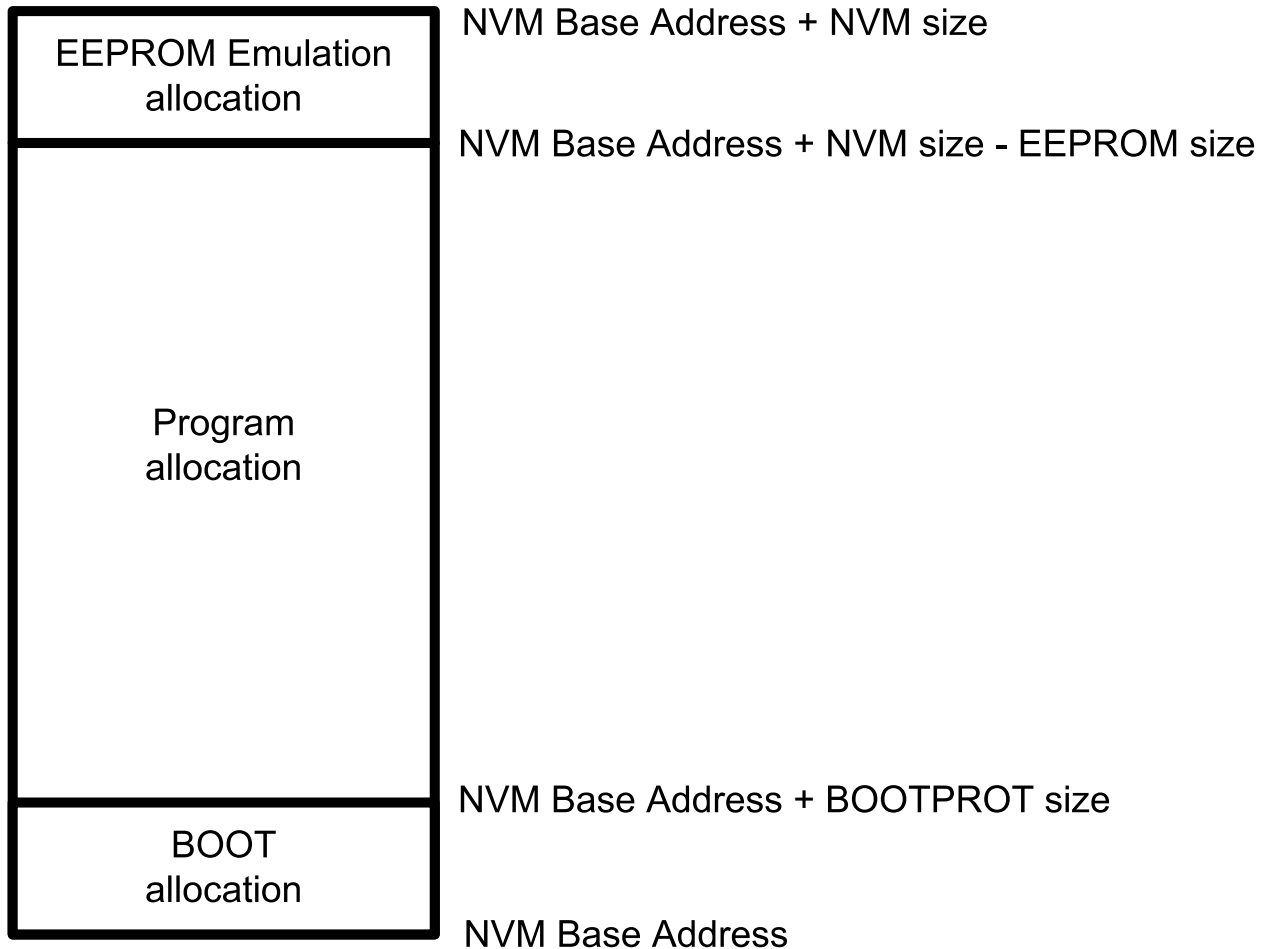 NVM Base Address + NVM size
EEPROM Emulation
allocation
NVM Base Address + NVM size - EEPROM size
Program
allocation
NVM Base Address + BOOTPROT size
BOOT
allocation
NVM Base Address